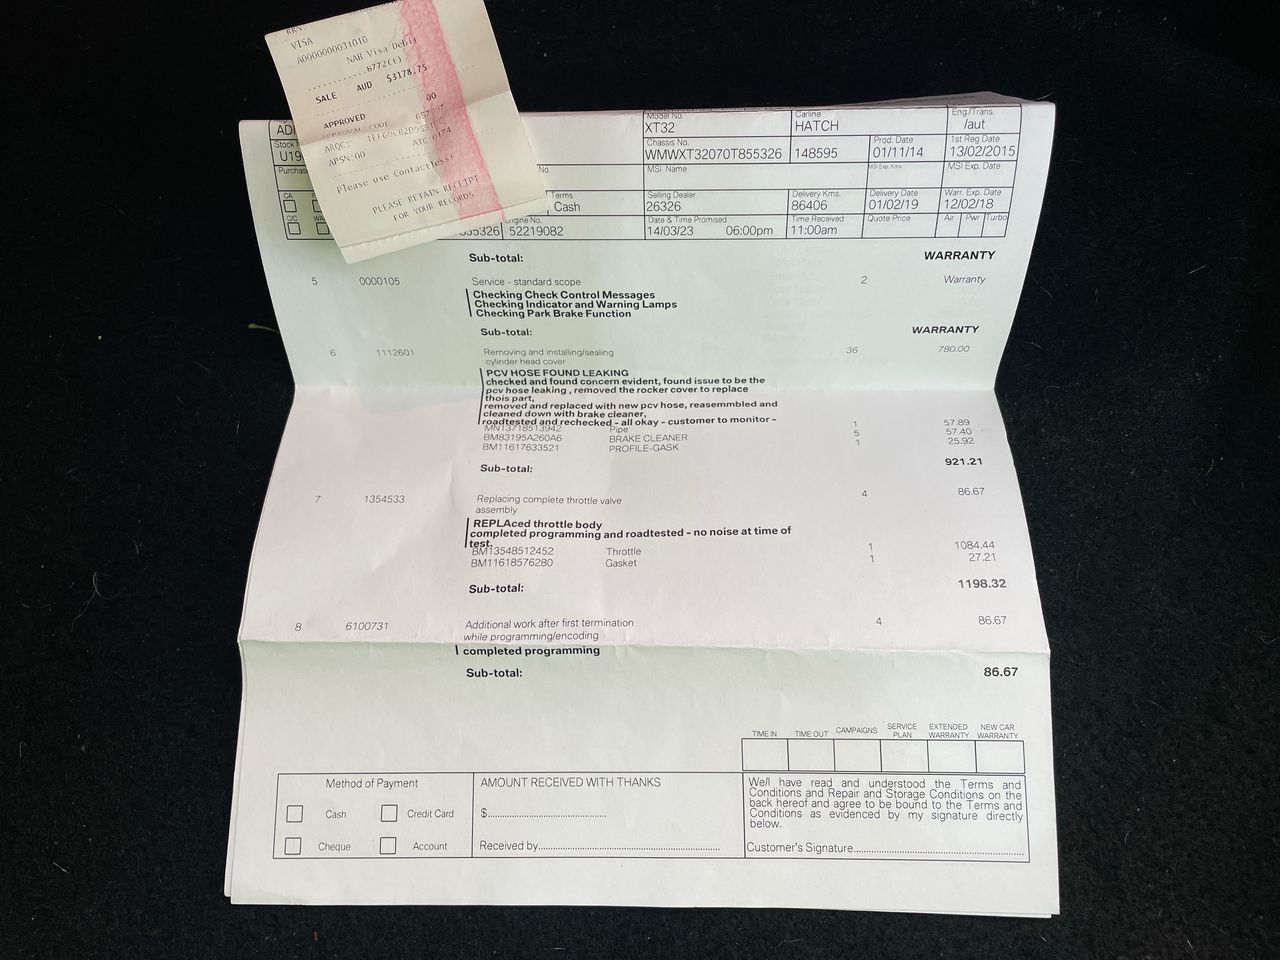 VISA
A0000000031010
NAB Visa Debit
..............6772(t)
SALE AUD $3178.75
00
APPROVED
APPROVAL CODE
ARQC:
APSN:00 ATC 0174
Please use Contactless!
PLEASE RETAIN RECEIPT
FOR YOUR RECORDS
Model No. Carline Eng./Trans.
XT32 HATCH /aut
Chassis No. Prod. Date 1st Reg Date
WMWXT32070T855326 148595 01/11/14 13/02/2015
U19
No. MSI Name MSI Exp. Kms MSI Exp. Date
CA Terms Selling Dealer Delivery Kms. Delivery Date Warr. Exp. Date
Cash 26326 86406 01/02/19 12/02/18
C/C Engine No. Date & Time Promised Time Received Quote Price Air Pwr Turbo
855326 52219082 14/03/23 06:00pm 11:00am
Sub-total: WARRANTY
5 0000105 Service - standard scope 2 Warranty
Checking Check Control Messages
Checking Indicator and Warning Lamps
Checking Park Brake Function
Sub-total: WARRANTY
6 1112601 Removing and installing/sealing 36 780.00
cylinder head cover
PCV HOSE FOUND LEAKING
checked and found concern evident, found issue to be the
pcv hose leaking , removed the rocker cover to replace
thois part,
removed and replaced with new pcv hose, reasemmbled and
cleaned down with brake cleaner,
roadtested and rechecked - all okay - customer to monitor -
MN13718513942 Pipe 1 57.89
BM83195A260A6 BRAKE CLEANER 5 57.40
BM11617633521 PROFILE-GASK 1 25.92
Sub-total: 921.21
7 1354533 Replacing complete throttle valve 4 86.67
assembly
REPLAced throttle body
completed programming and roadtested - no noise at time of
test.
BM13548512452 Throttle 1 1084.44
BM11618576280 Gasket 1 27.21
Sub-total: 1198.32
8 6100731 Additional work after first termination 4 86.67
while programming/encoding
completed programming
Sub-total: 86.67
TIME IN TIME OUT CAMPAIGNS SERVICE PLAN EXTENDED WARRANTY NEW CAR WARRANTY
Method of Payment
Cash Credit Card
Cheque Account
AMOUNT RECEIVED WITH THANKS
$....................................
Received by.......................................................
We/I have read and understood the Terms and
Conditions and Repair and Storage Conditions on the
back hereof and agree to be bound to the Terms and
Conditions as evidenced by my signature directly
below.
Customer's Signature....................................................